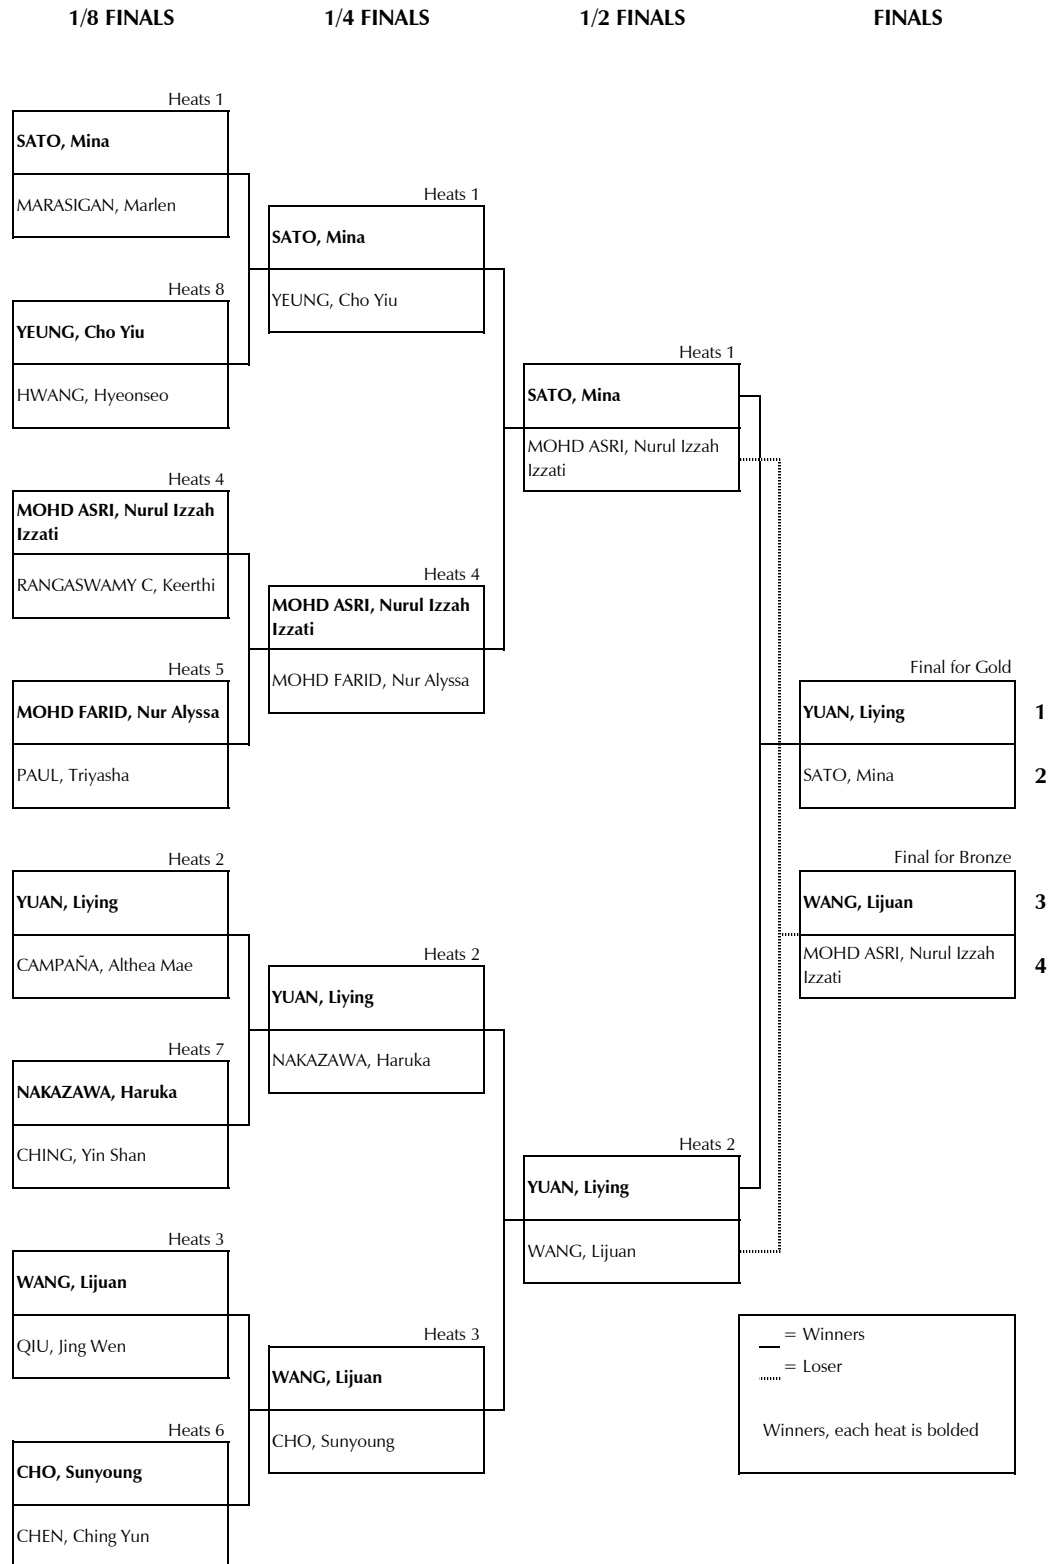 1/8 FINALS
1/4 FINALS
1/2 FINALS
FINALS
Heats 1
SATO, Mina
MARASIGAN, Marlen
Heats 8
YEUNG, Cho Yiu
HWANG, Hyeonseo
Heats 4
MOHD ASRI, Nurul Izzah
Izzati
RANGASWAMY C, Keerthi
Heats 5
MOHD FARID, Nur Alyssa
PAUL, Triyasha
Heats 2
YUAN, Liying
CAMPAÑA, Althea Mae
Heats 7
NAKAZAWA, Haruka
CHING, Yin Shan
Heats 3
WANG, Lijuan
QIU, Jing Wen
Heats 6
CHO, Sunyoung
CHEN, Ching Yun
Heats 1
SATO, Mina
YEUNG, Cho Yiu
Heats 4
MOHD ASRI, Nurul Izzah
Izzati
MOHD FARID, Nur Alyssa
Heats 2
YUAN, Liying
NAKAZAWA, Haruka
Heats 3
WANG, Lijuan
CHO, Sunyoung
Heats 1
SATO, Mina
MOHD ASRI, Nurul Izzah
Izzati
Heats 2
YUAN, Liying
WANG, Lijuan
Final for Gold
YUAN, Liying 1
SATO, Mina 2
Final for Bronze
WANG, Lijuan 3
MOHD ASRI, Nurul Izzah
Izzati 4
= Winners
= Loser
Winners, each heat is bolded